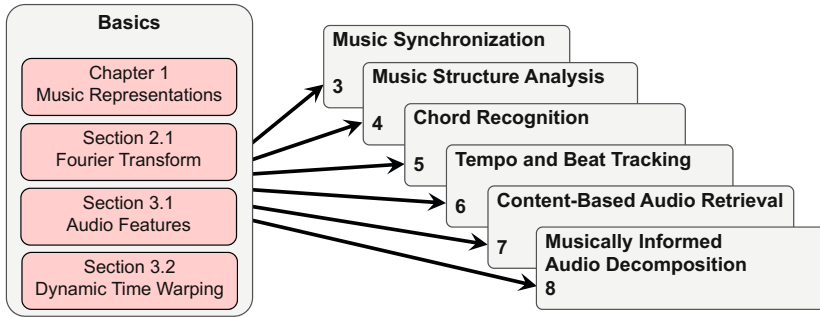 Basics
Chapter 1
Music Representations
Section 2.1
Fourier Transform
Section 3.1
Audio Features
Section 3.2
Dynamic Time Warping
Music Synchronization
3
Music Structure Analysis
4
Chord Recognition
5
Tempo and Beat Tracking
6
Content-Based Audio Retrieval
7
Musically Informed
Audio Decomposition
8